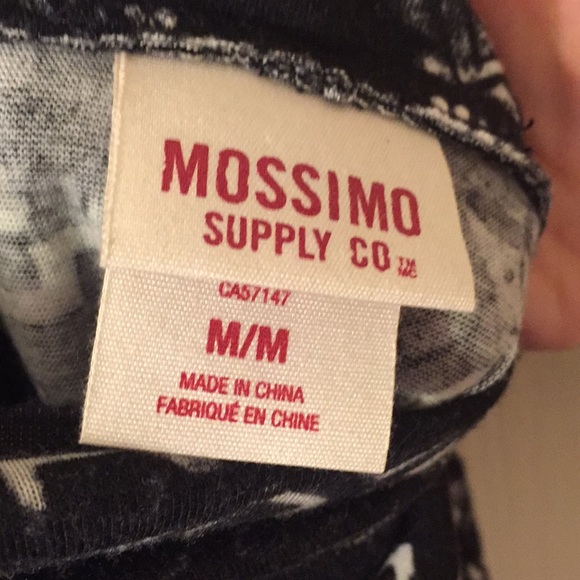 MOSSIMO
SUPPLY CO ™ MC
CA57147
M/M
MADE IN CHINA
FABRIQUÉ EN CHINE